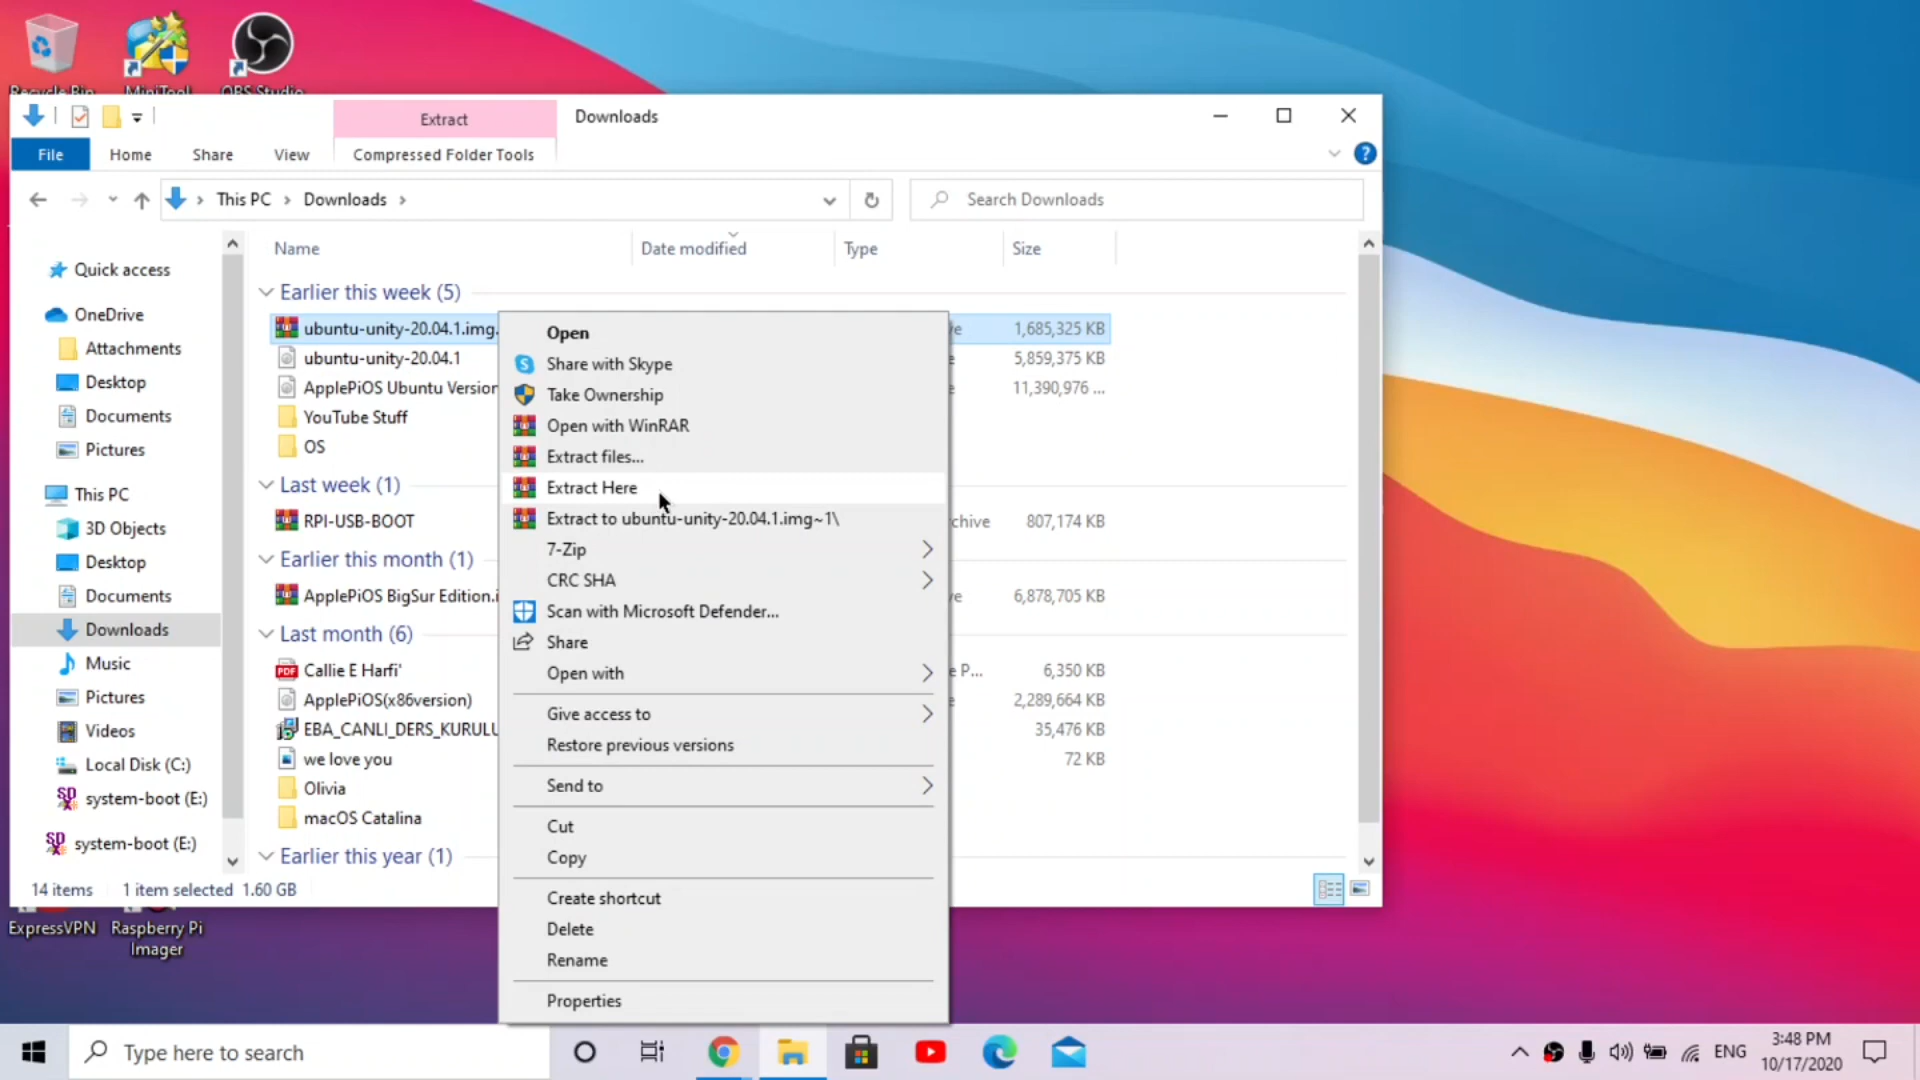 Recycle Bin
MiniTool
OBS Studio
Extract
Downloads
File
Home
Share
View
Compressed Folder Tools
?
This PC
Downloads
Search Downloads
Name
Date modified
Type
Size
Quick access
OneDrive
Attachments
Desktop
Documents
Pictures
This PC
3D Objects
Desktop
Documents
Downloads
Music
Pictures
Videos
Local Disk (C:)
system-boot (E:)
system-boot (E:)
Earlier this week (5)
ubuntu-unity-20.04.1.img.
1,685,325 KB
ubuntu-unity-20.04.1
5,859,375 KB
ApplePiOS Ubuntu Version
11,390,976 ...
YouTube Stuff
OS
Last week (1)
RPI-USB-BOOT
chive
807,174 KB
Earlier this month (1)
ApplePiOS BigSur Edition.i
ve
6,878,705 KB
Last month (6)
PDF
Callie E Harfi'
e P...
6,350 KB
ApplePiOS(x86version)
e
2,289,664 KB
EBA_CANLI_DERS_KURULU
35,476 KB
we love you
72 KB
Olivia
macOS Catalina
Earlier this year (1)
14 items
1 item selected
1.60 GB
Open
Share with Skype
Take Ownership
Open with WinRAR
Extract files...
Extract Here
Extract to ubuntu-unity-20.04.1.img~1\
7-Zip
CRC SHA
Scan with Microsoft Defender...
Share
Open with
Give access to
Restore previous versions
Send to
Cut
Copy
Create shortcut
Delete
Rename
Properties
ExpressVPN
Raspberry Pi
Imager
Type here to search
ENG
3:48 PM
10/17/2020